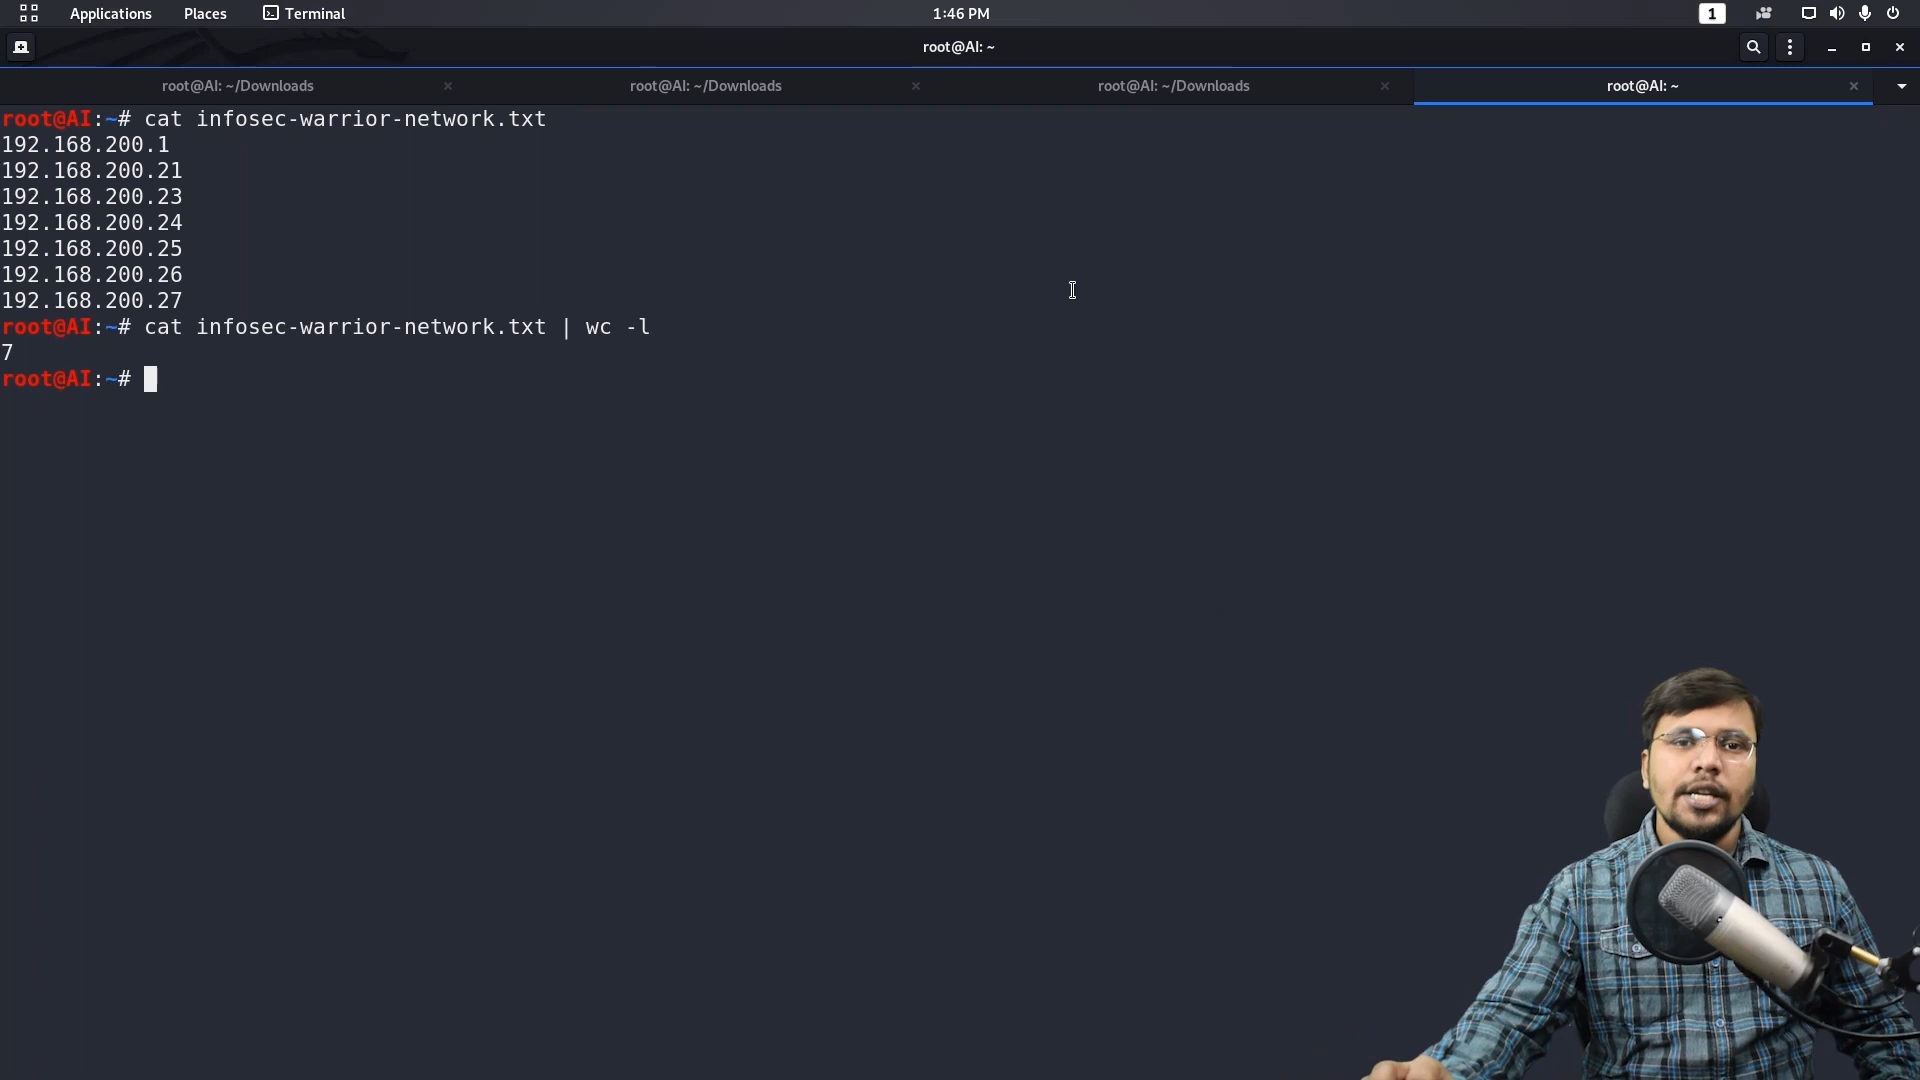 Applications Places Terminal 1:46 PM 1
root@AI: ~
root@AI: ~/Downloads root@AI: ~/Downloads root@AI: ~/Downloads root@AI: ~
root@AI:~# cat infosec-warrior-network.txt
192.168.200.1
192.168.200.21
192.168.200.23
192.168.200.24
192.168.200.25
192.168.200.26
192.168.200.27
root@AI:~# cat infosec-warrior-network.txt | wc -l
7
root@AI:~#